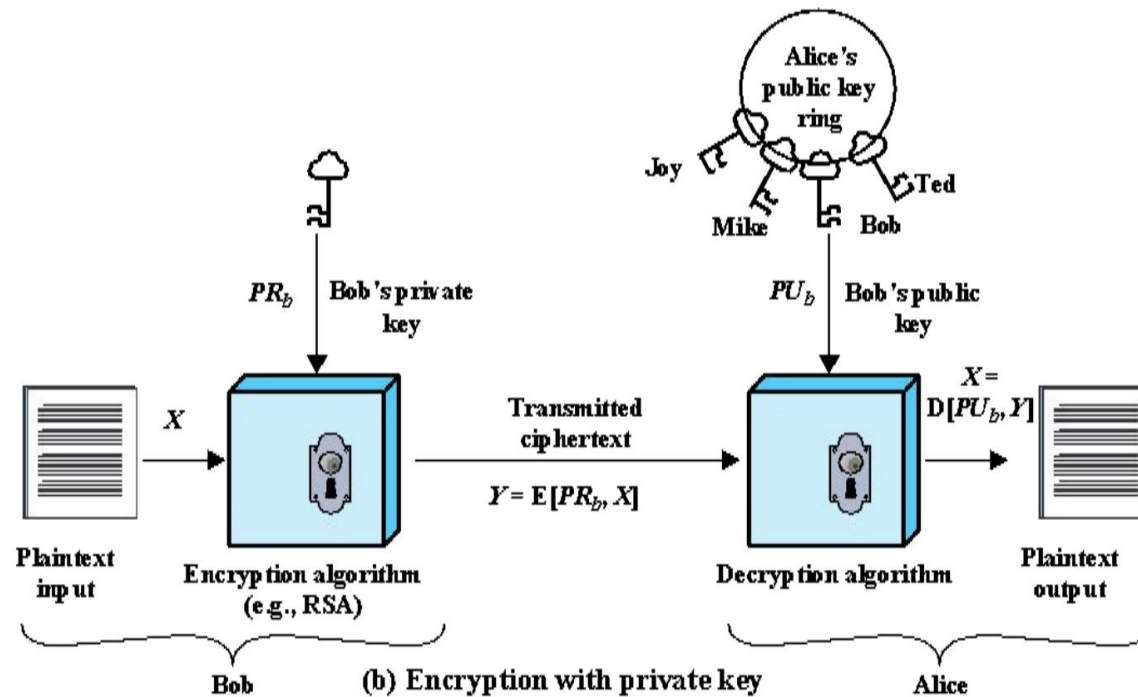 Alice's
public key
ring
Joy
Ted
Mike
Bob
PR_b
Bob's private
key
PU_b
Bob's public
key
X
Transmitted
ciphertext
X =
D[PU_b, Y]
Y = E[PR_b, X]
Plaintext
input
Encryption algorithm
(e.g., RSA)
Decryption algorithm
Plaintext
output
Bob
(b) Encryption with private key
Alice